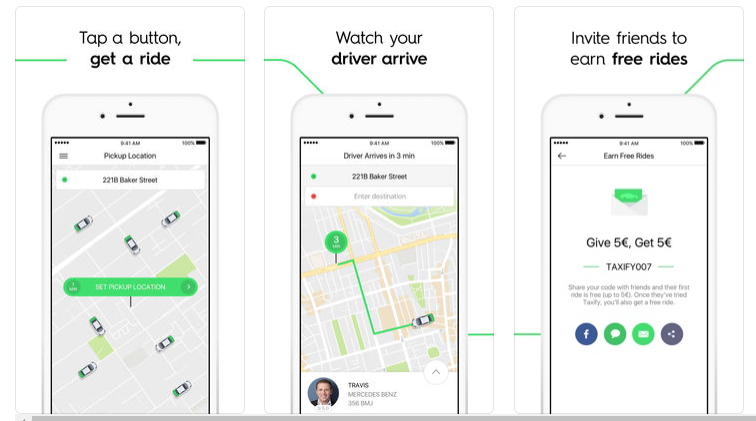 Tap a button,
get a ride
9:41 AM
100%
Pickup Location
221B Baker Street
1
MIN
SET PICKUP LOCATION
Watch your
driver arrive
9:41 AM
100%
Driver Arrives in 3 min
221B Baker Street
Enter destination
3
MIN
TRAVIS
MERCEDES BENZ
356 BMJ
Invite friends to
earn free rides
9:41 AM
100%
Earn Free Rides
Give 5€, Get 5€
TAXIFY007
Share your code with friends and their first
ride is free (up to 5€). Once they've tried
Taxify, you'll also get a free ride.
f